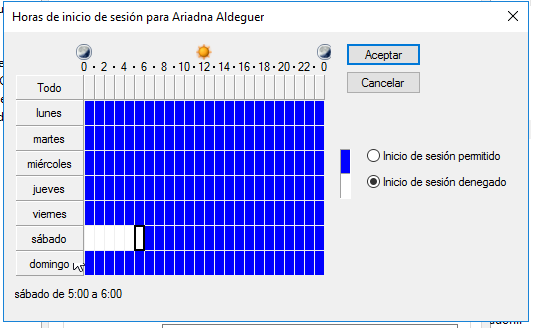 Horas de inicio de sesión para Ariadna Aldeguer
0 · 2 · 4 · 6 · 8 · 10 · 12 · 14 · 16 · 18 · 20 · 22 · 0
Aceptar
Cancelar
Todo
lunes
martes
miércoles
jueves
viernes
sábado
domingo
Inicio de sesión permitido
Inicio de sesión denegado
sábado de 5:00 a 6:00